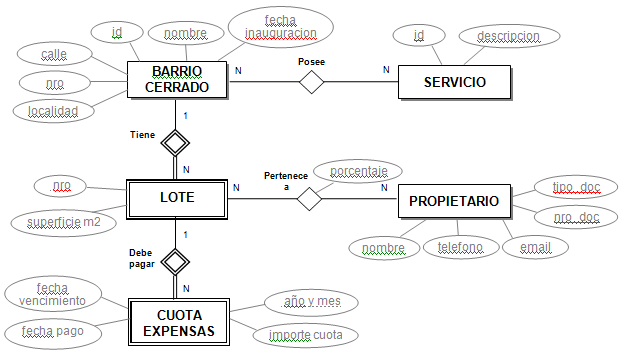 id
nombre
fecha
inauguracion
calle
nro
localidad
BARRIO
CERRADO
N
Posee
N
SERVICIO
id
descripcion
1
Tiene
N
nro
superficie m2
LOTE
N
Pertenece
a
porcentaje
N
PROPIETARIO
tipo_doc
nro_doc
nombre
telefono
email
1
Debe
pagar
N
fecha
vencimiento
fecha pago
CUOTA
EXPENSAS
año y mes
importe cuota